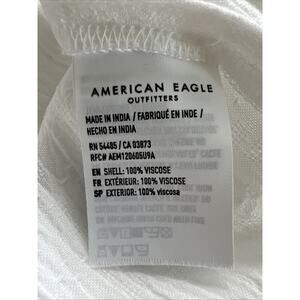 AMERICAN EAGLE
OUTFITTERS
MADE IN INDIA / FABRIQUÉ EN INDE /
HECHO EN INDIA
RN 54485 / CA 03873
RFC# AEM120605U9A
EN SHELL: 100% VISCOSE
FR EXTÉRIEUR: 100% VISCOSE
SP EXTERIOR: 100% viscosa